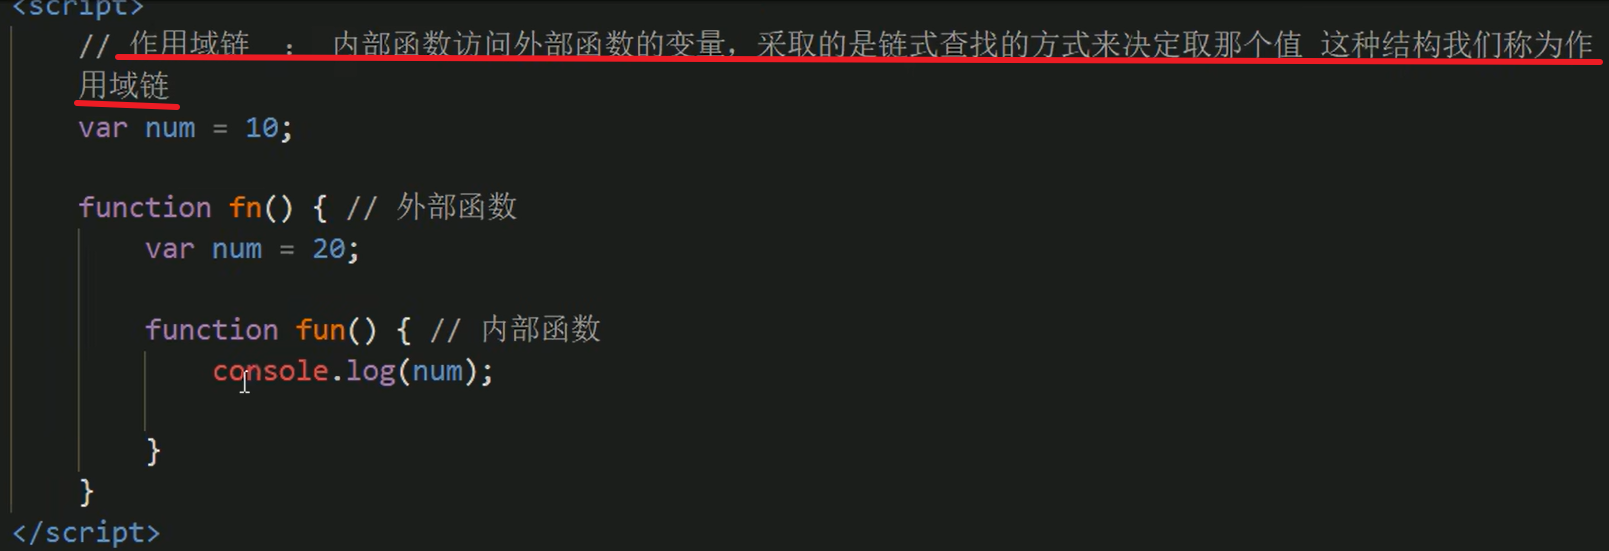 <script>
// 作用域链 ： 内部函数访问外部函数的变量，采取的是链式查找的方式来决定取那个值 这种结构我们称为作
用域链
var num = 10;
function fn() { // 外部函数
var num = 20;
function fun() { // 内部函数
console.log(num);
}
}
</script>